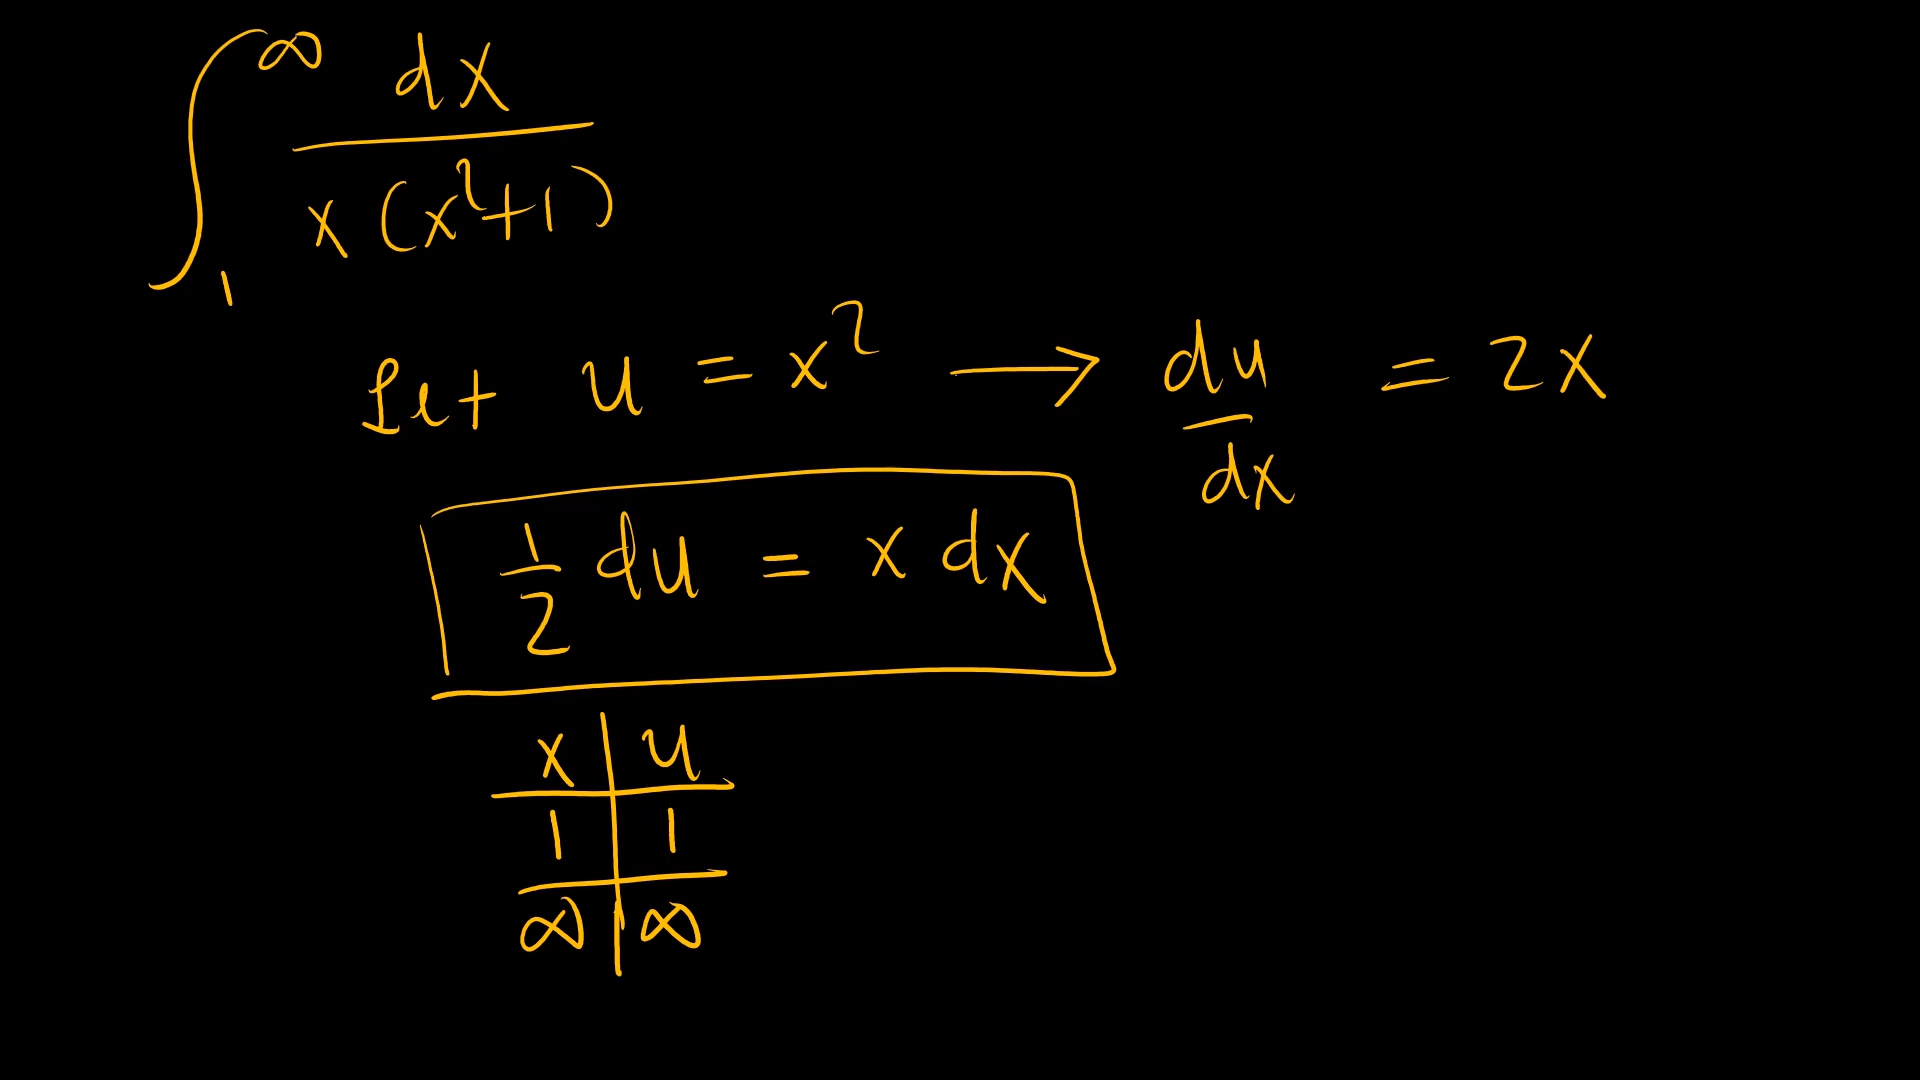 ∫₁^∞ dx / x(x²+1)
Let u = x² → du/dx = 2x
1/2 du = x dx
x | u
1 | 1
∞ | ∞